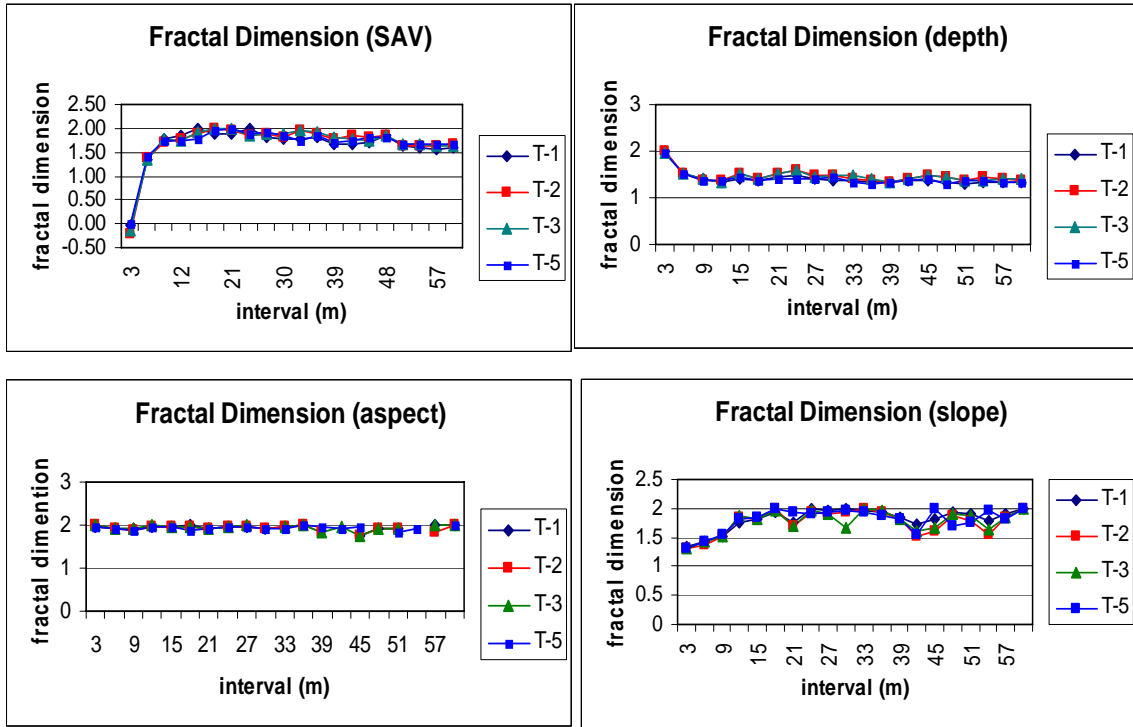 Fractal Dimension (SAV)
fractal dimension
2.50
2.00
1.50
1.00
0.50
0.00
-0.50
3 12 21 30 39 48 57
interval (m)
T-1
T-2
T-3
T-5
Fractal Dimension (depth)
fractal dimension
3
2
1
0
3 9 15 21 27 33 39 45 51 57
interval (m)
T-1
T-2
T-3
T-5
Fractal Dimension (aspect)
fractal dimention
3
2
1
0
3 9 15 21 27 33 39 45 51 57
interval (m)
T-1
T-2
T-3
T-5
Fractal Dimension (slope)
fractal dimension
2.5
2
1.5
1
0.5
0
3 9 15 21 27 33 39 45 51 57
interval (m)
T-1
T-2
T-3
T-5